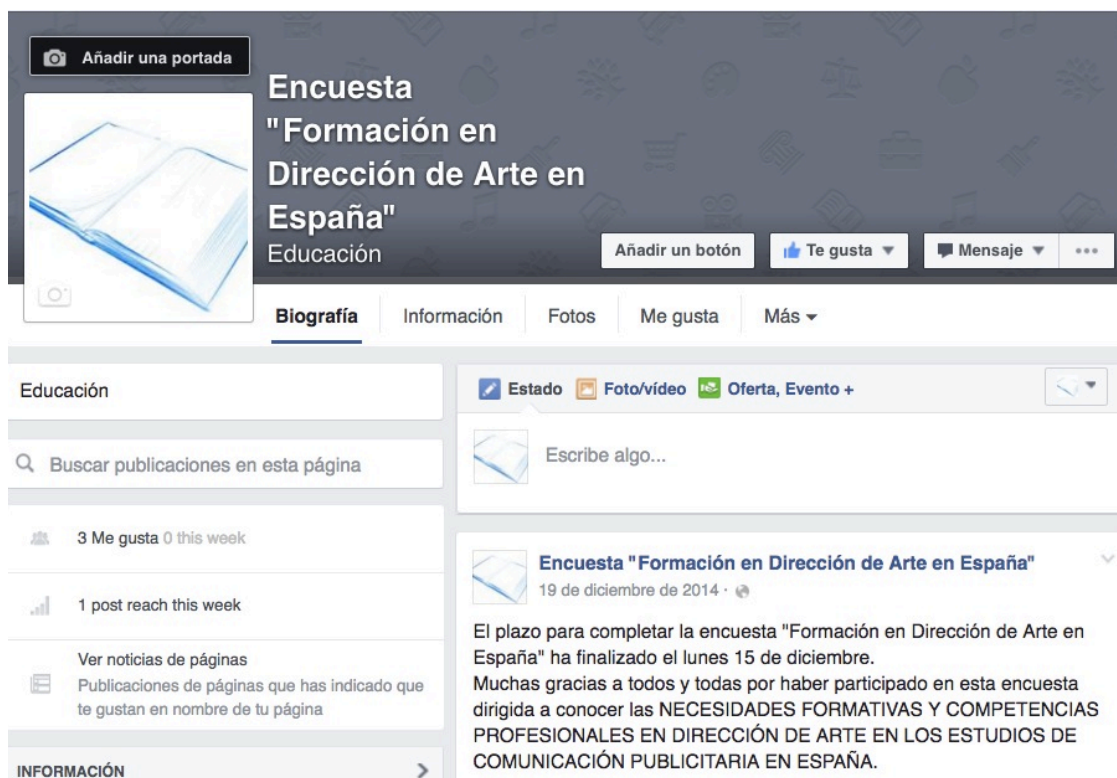 Añadir una portada
Encuesta
"Formación en
Dirección de Arte en
España"
Educación
Añadir un botón
Te gusta
Mensaje
Biografía
Información
Fotos
Me gusta
Más
Educación
Buscar publicaciones en esta página
3 Me gusta 0 this week
1 post reach this week
Ver noticias de páginas
Publicaciones de páginas que has indicado que
te gustan en nombre de tu página
INFORMACIÓN
Estado
Foto/vídeo
Oferta, Evento +
Escribe algo...
Encuesta "Formación en Dirección de Arte en España"
19 de diciembre de 2014 ·
El plazo para completar la encuesta "Formación en Dirección de Arte en
España" ha finalizado el lunes 15 de diciembre.
Muchas gracias a todos y todas por haber participado en esta encuesta
dirigida a conocer las NECESIDADES FORMATIVAS Y COMPETENCIAS
PROFESIONALES EN DIRECCIÓN DE ARTE EN LOS ESTUDIOS DE
COMUNICACIÓN PUBLICITARIA EN ESPAÑA.